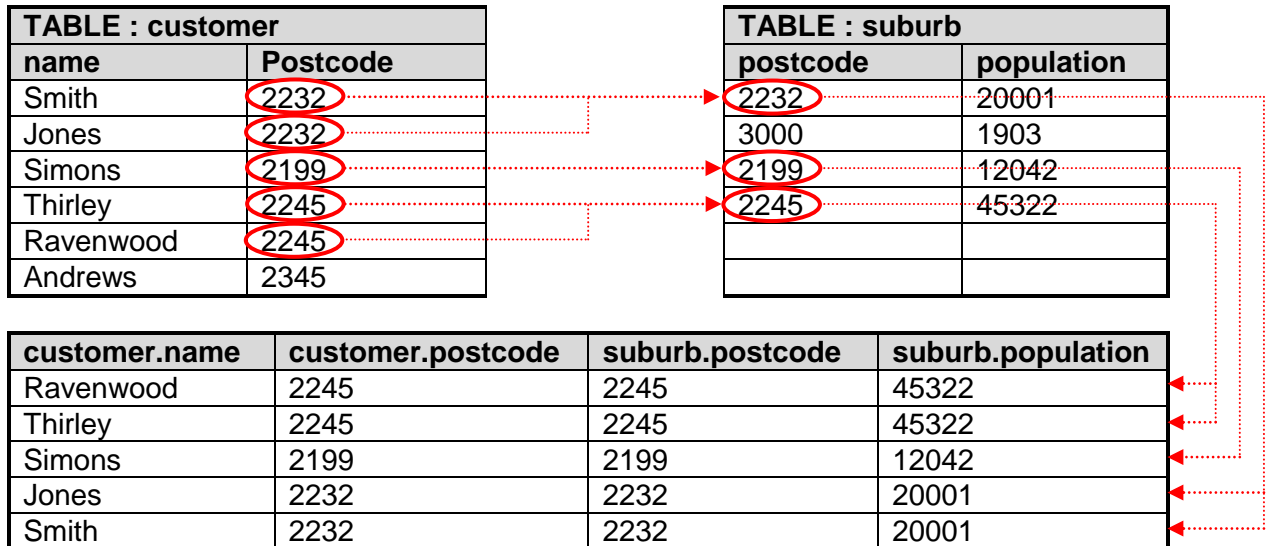 TABLE : customer
name Postcode
Smith 2232
Jones 2232
Simons 2199
Thirley 2245
Ravenwood 2245
Andrews 2345
TABLE : suburb
postcode population
2232 20001
3000 1903
2199 12042
2245 45322
customer.name customer.postcode suburb.postcode suburb.population
Ravenwood 2245 2245 45322
Thirley 2245 2245 45322
Simons 2199 2199 12042
Jones 2232 2232 20001
Smith 2232 2232 20001